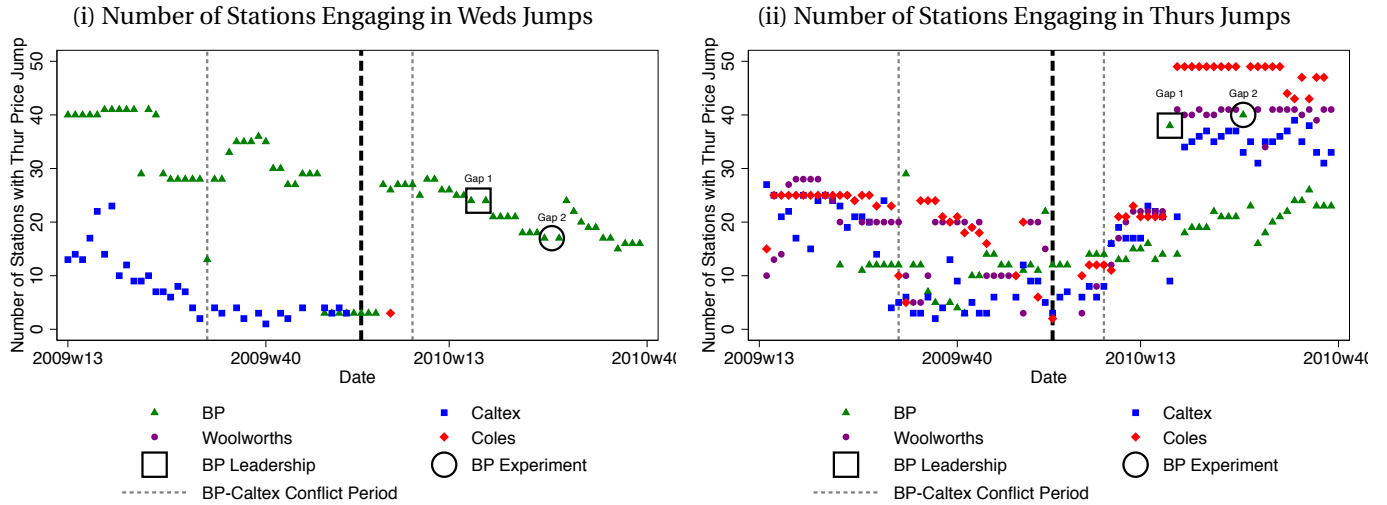 (i) Number of Stations Engaging in Weds Jumps
Number of Stations with Thur Price Jump
50
40
30
20
10
0
Gap 1
Gap 2
2009w13
2009w40
2010w13
2010w40
Date
BP
Caltex
Woolworths
Coles
BP Leadership
BP Experiment
BP-Caltex Conflict Period
(ii) Number of Stations Engaging in Thurs Jumps
Number of Stations with Thur Price Jump
50
40
30
20
10
0
Gap 1
Gap 2
2009w13
2009w40
2010w13
2010w40
Date
BP
Caltex
Woolworths
Coles
BP Leadership
BP Experiment
BP-Caltex Conflict Period